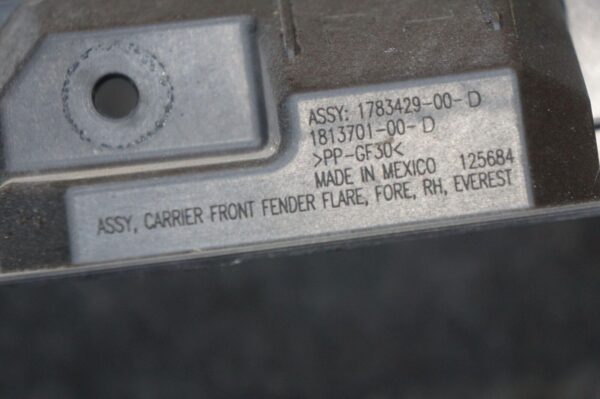 ASSY: 1783429-00-D
1813701-00-D
>PP-GF30<
MADE IN MEXICO 125684
ASSY, CARRIER FRONT FENDER FLARE, FORE, RH, EVEREST